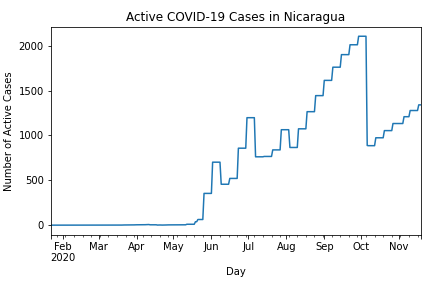 Active COVID-19 Cases in Nicaragua
Number of Active Cases
2000
1500
1000
500
0
Feb Mar Apr May Jun Jul Aug Sep Oct Nov
2020
Day